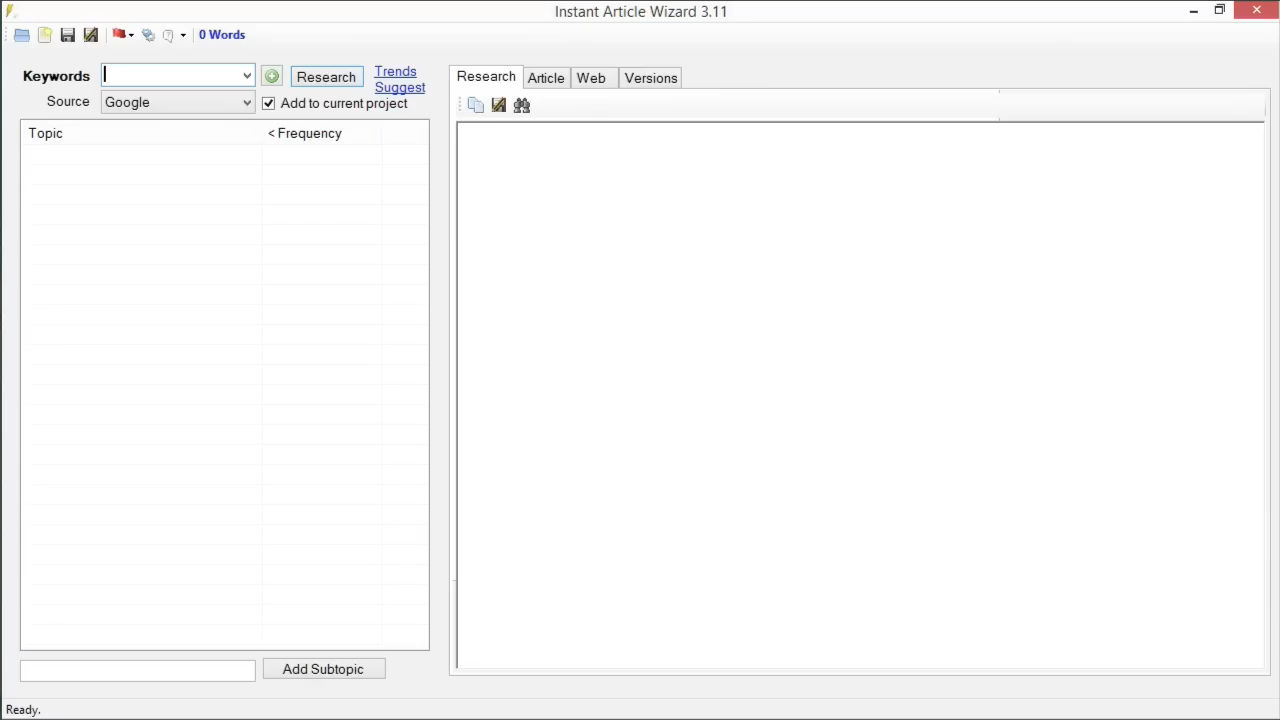 Instant Article Wizard 3.11
0 Words
Keywords
Research
Trends
Suggest
Source
Google
Add to current project
Topic
< Frequency
Add Subtopic
Research
Article
Web
Versions
Ready.